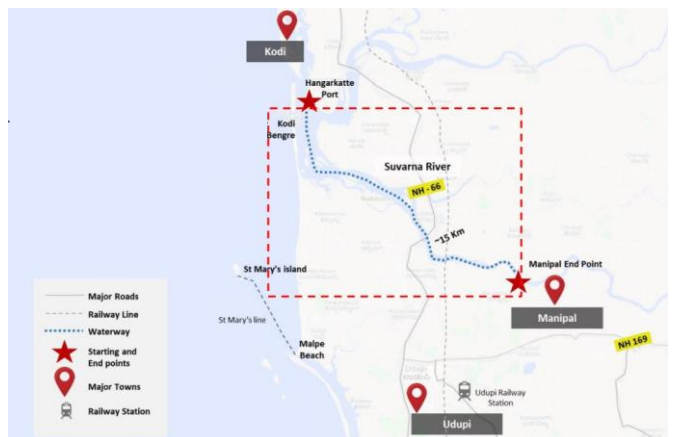 Kodi
Hangarkatte
Port
Kodi
Bengre
Suvarna River
NH - 66
~15 Km
Manipal End Point
St Mary's island
Manipal
St Mary's line
Malpe
Beach
NH 169
Udupi Railway
Station
Udupi
Major Roads
Railway Line
Waterway
Starting and
End points
Major Towns
Railway Station